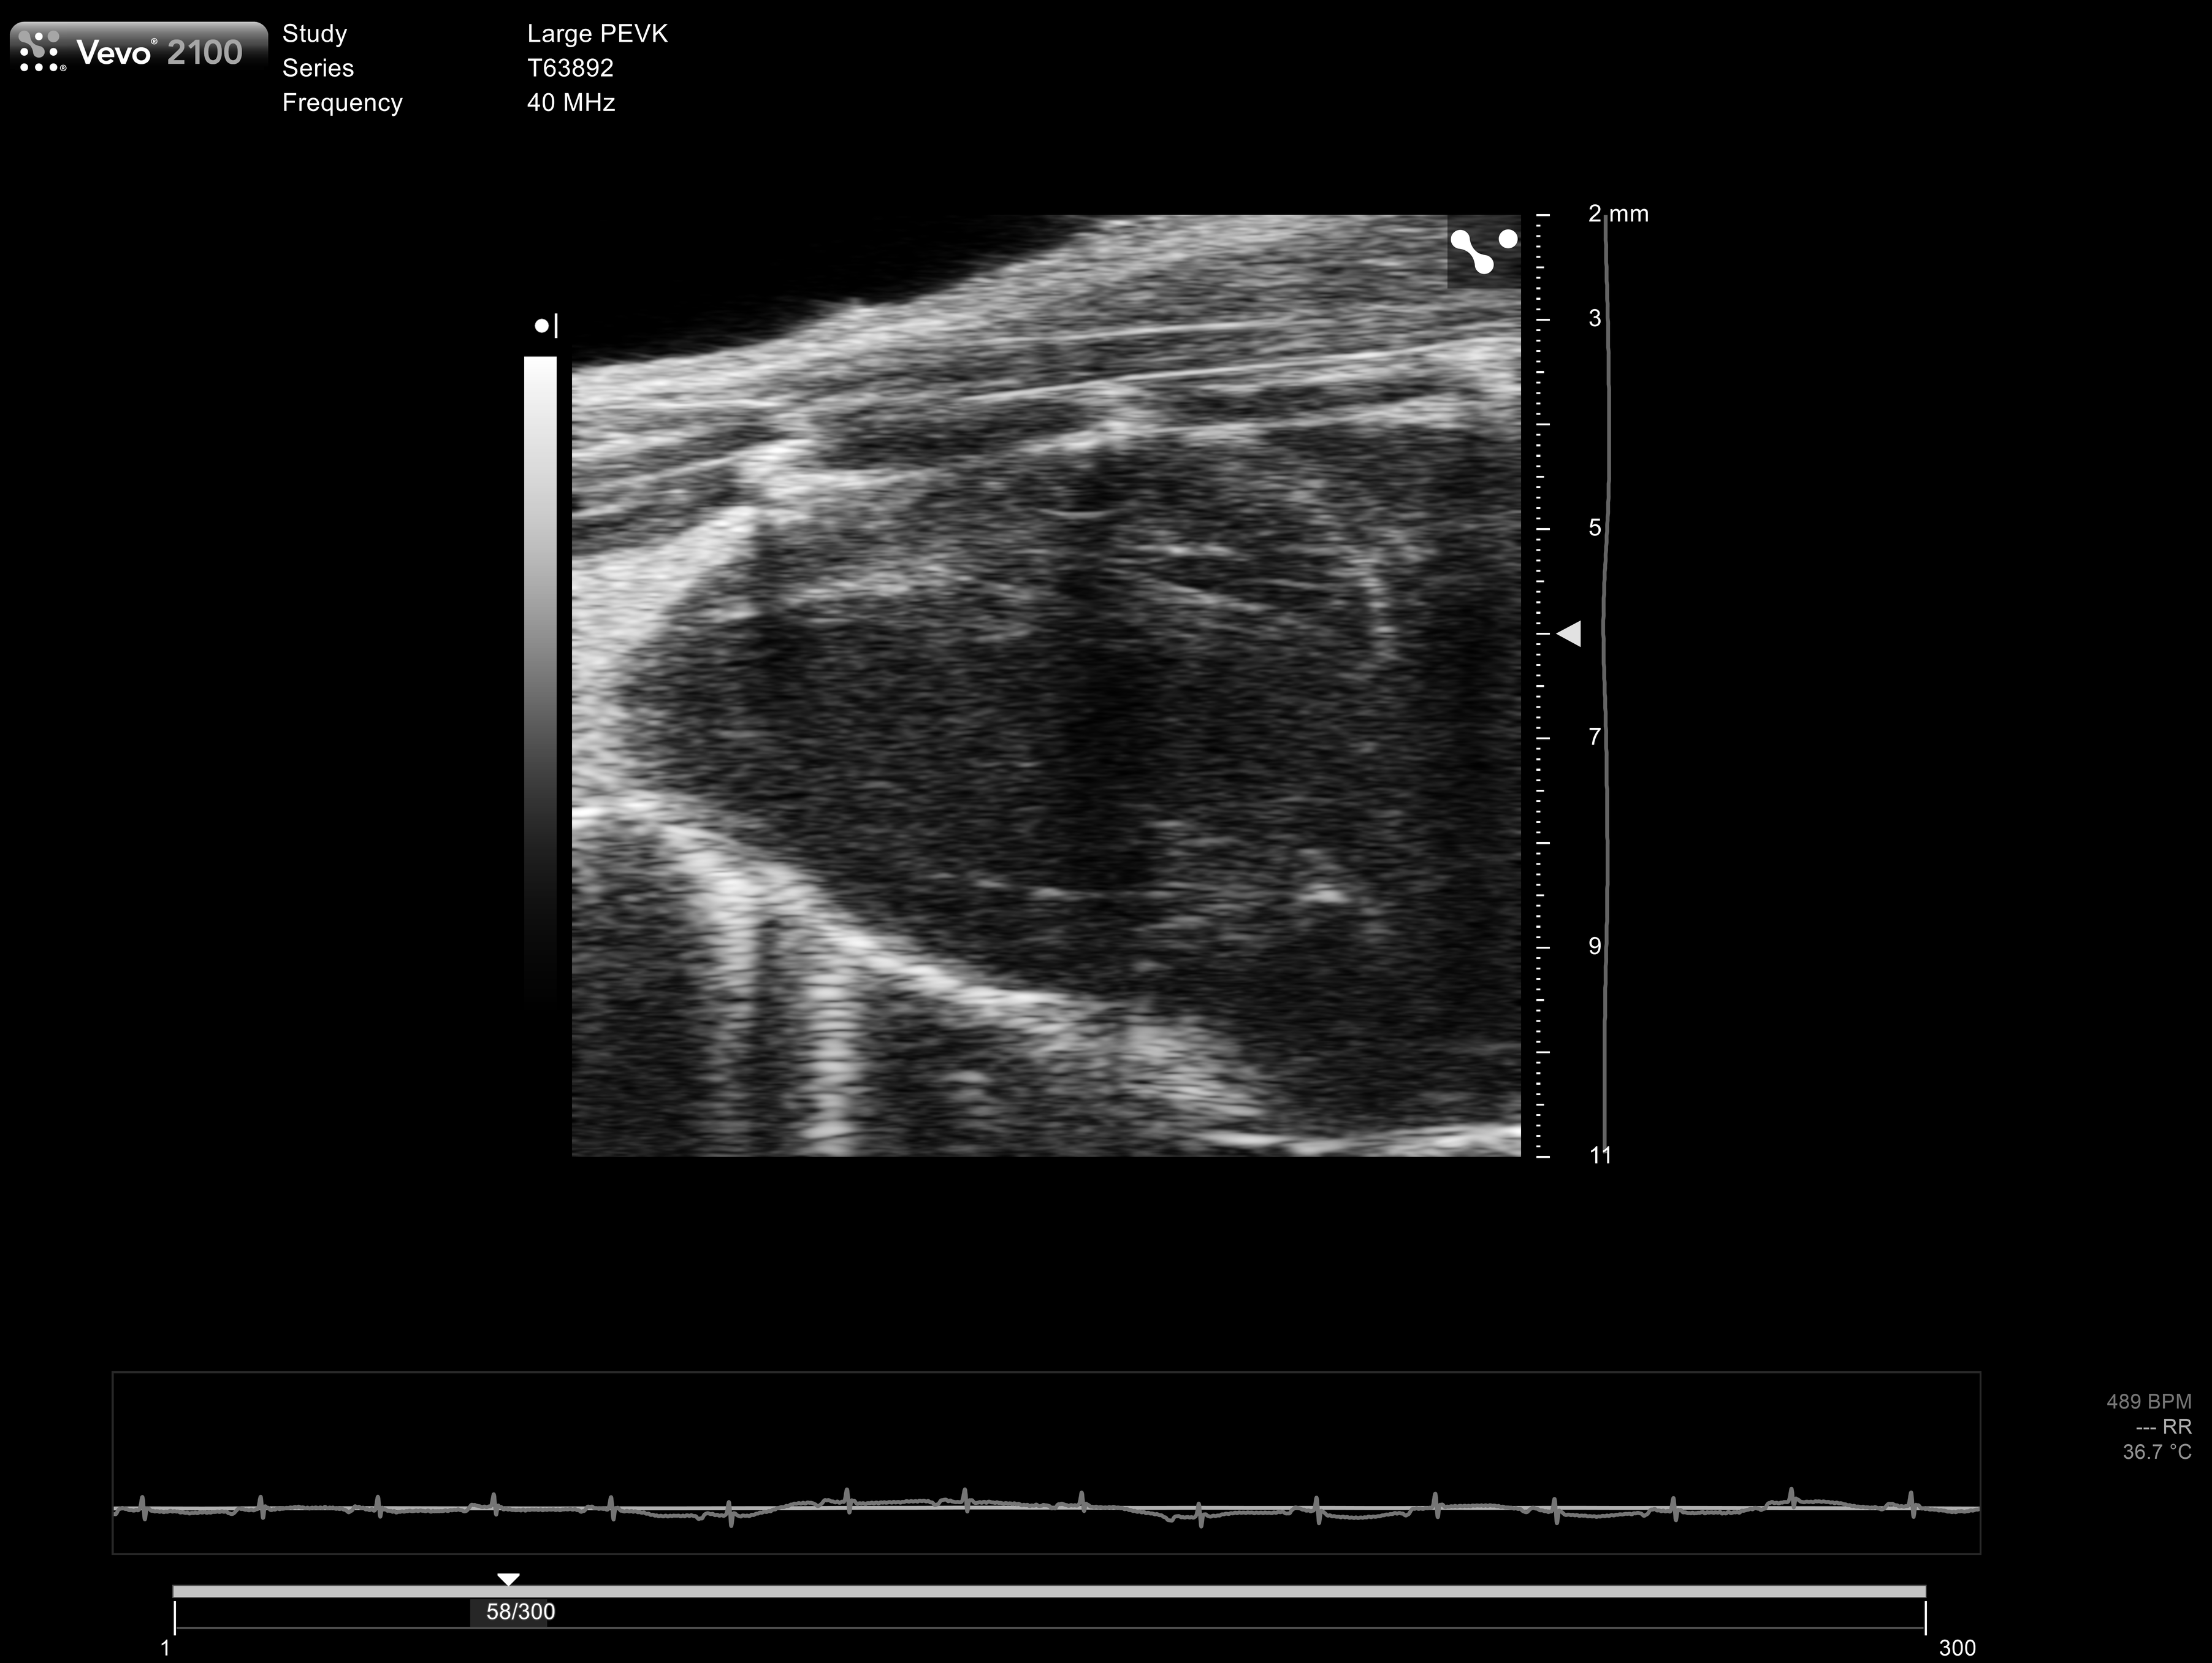 Vevo® 2100
Study Large PEVK
Series T63892
Frequency 40 MHz
2 mm
3
5
7
9
11
489 BPM
--- RR
36.7 °C
58/300
1 300